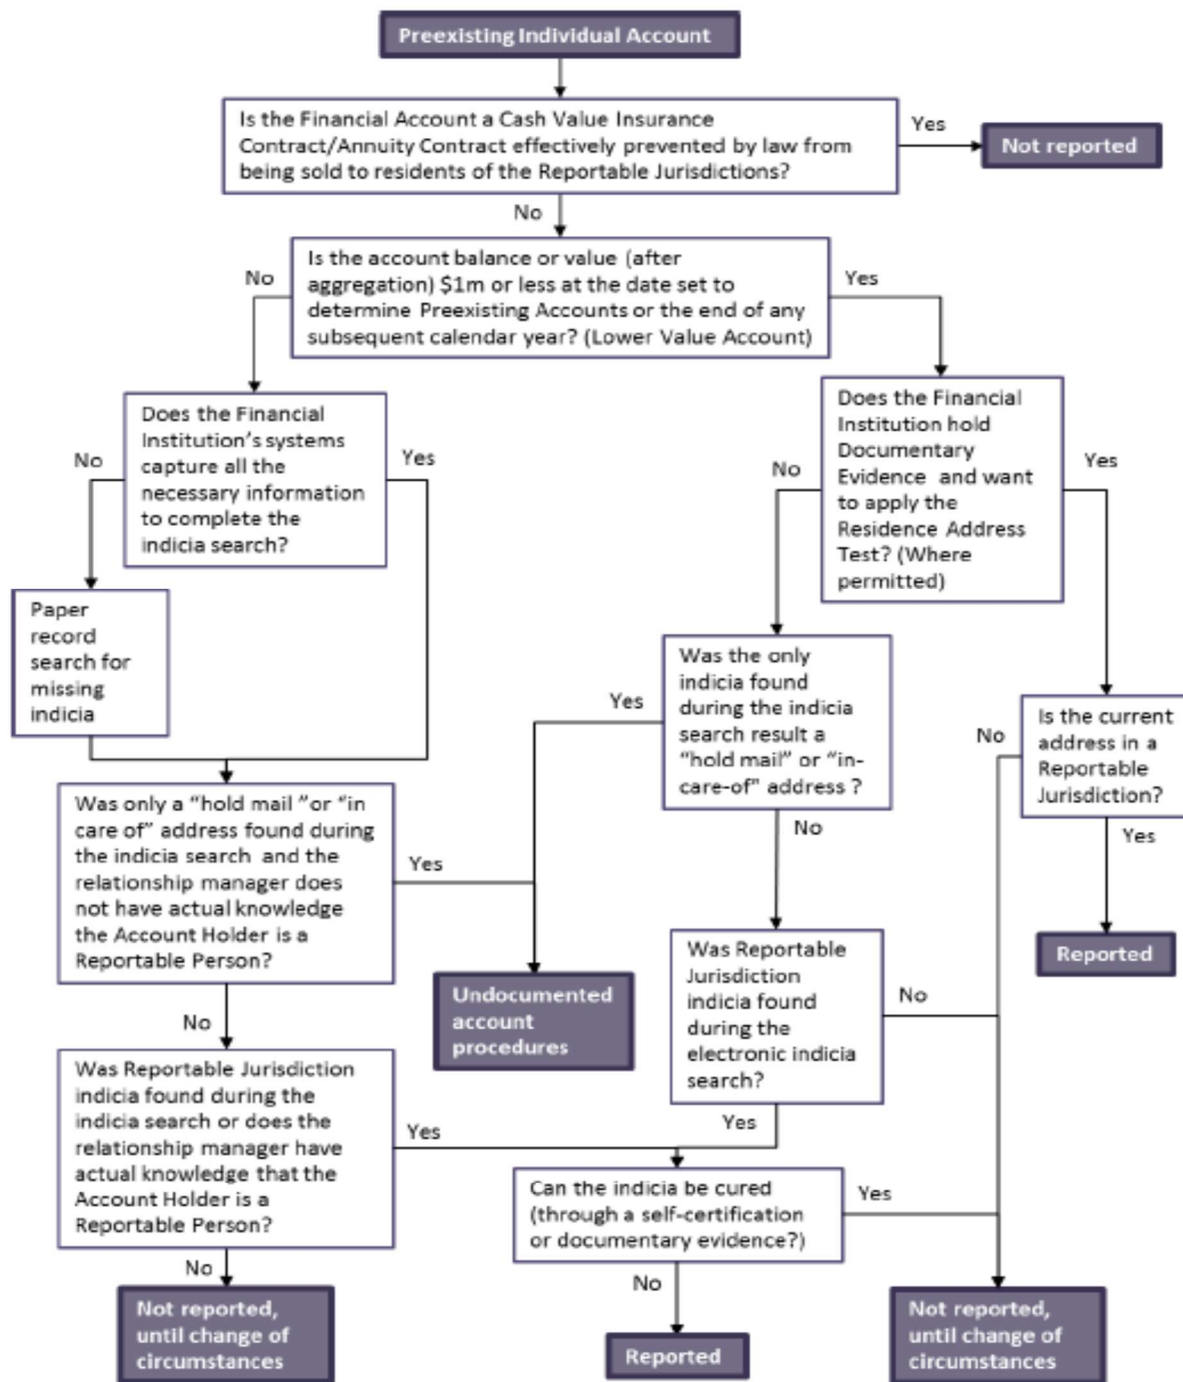 Preexisting Individual Account
Is the Financial Account a Cash Value Insurance
Contract/Annuity Contract effectively prevented by law from
being sold to residents of the Reportable Jurisdictions?
Yes
Not reported
No
Is the account balance or value (after
aggregation) $1m or less at the date set to
determine Preexisting Accounts or the end of any
subsequent calendar year? (Lower Value Account)
No
Yes
Does the Financial
Institution's systems
capture all the
necessary information
to complete the
indicia search?
No
Yes
Does the Financial
Institution hold
Documentary
Evidence and want
to apply the
Residence Address
Test? (Where
permitted)
No
Yes
Paper
record
search for
missing
indicia
Was the only
indicia found
during the indicia
search result a
"hold mail" or "in-
care-of" address ?
Yes
No
Is the current
address in a
Reportable
Jurisdiction?
No
Yes
Reported
Was only a "hold mail "or "in
care of" address found during
the indicia search and the
relationship manager does
not have actual knowledge
the Account Holder is a
Reportable Person?
Yes
No
Undocumented
account
procedures
Was Reportable
Jurisdiction
indicia found
during the
electronic indicia
search?
No
Yes
Was Reportable Jurisdiction
indicia found during the
indicia search or does the
relationship manager have
actual knowledge that the
Account Holder is a
Reportable Person?
Yes
No
Can the indicia be cured
(through a self-certification
or documentary evidence?)
Yes
No
Not reported,
until change of
circumstances
Reported
Not reported,
until change of
circumstances